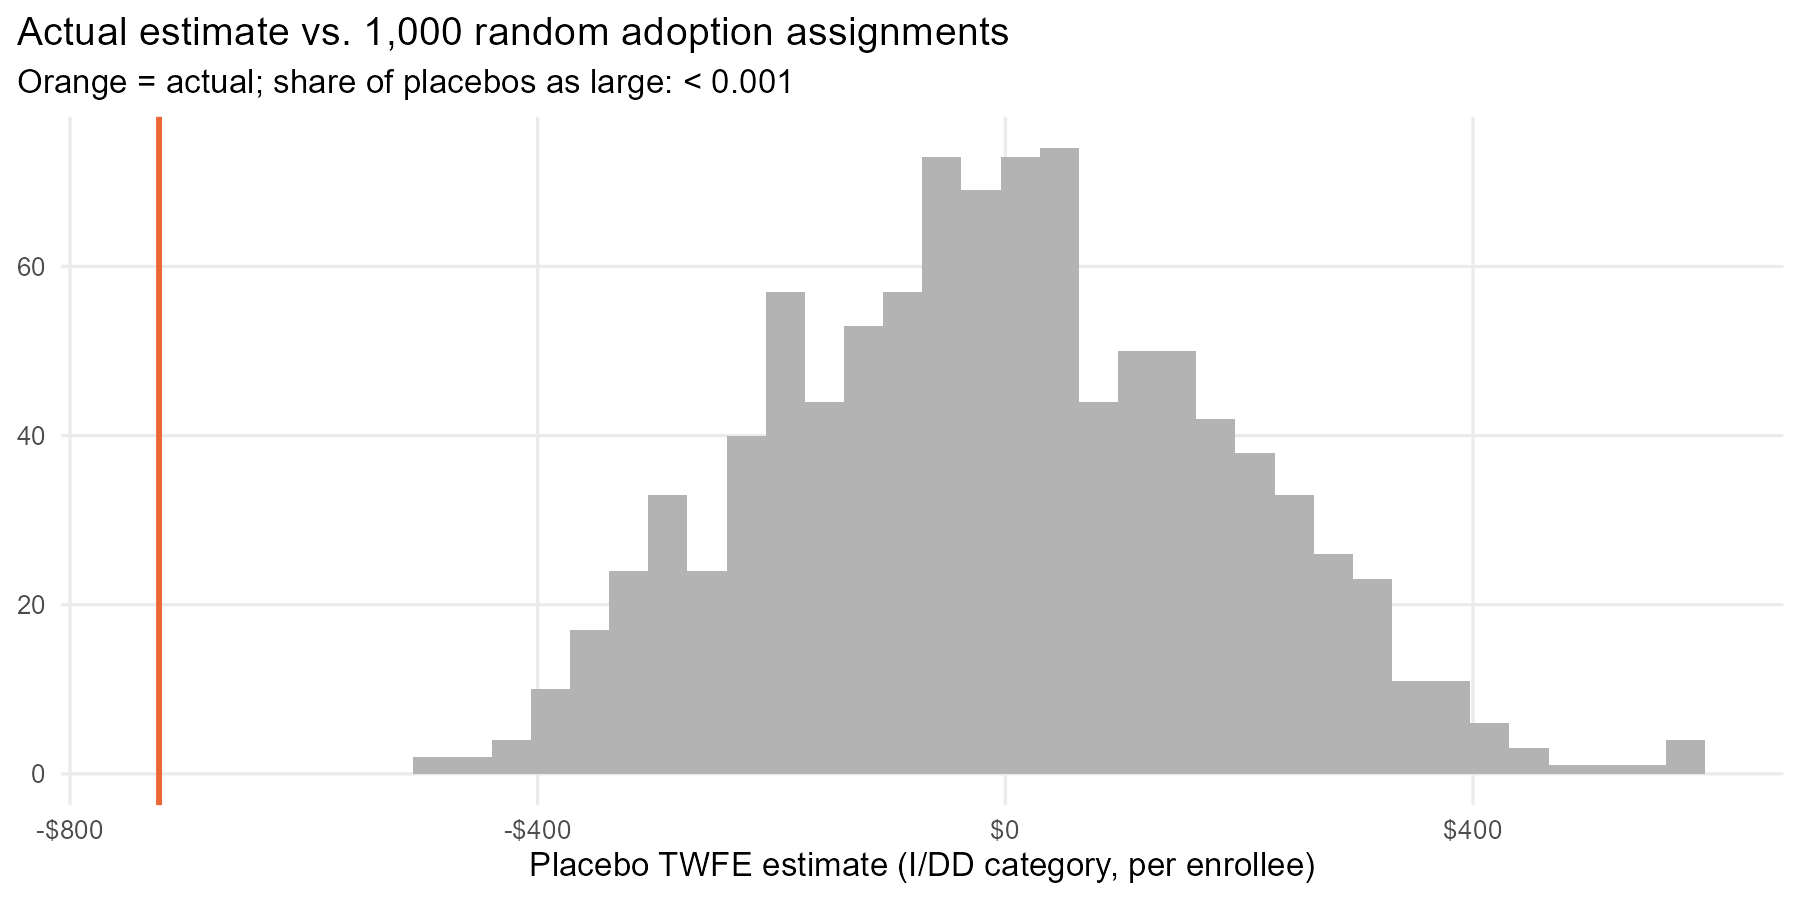 Actual estimate vs. 1,000 random adoption assignments
Orange = actual; share of placebos as large: < 0.001
60
40
20
0
-$800
-$400
$0
$400
Placebo TWFE estimate (I/DD category, per enrollee)